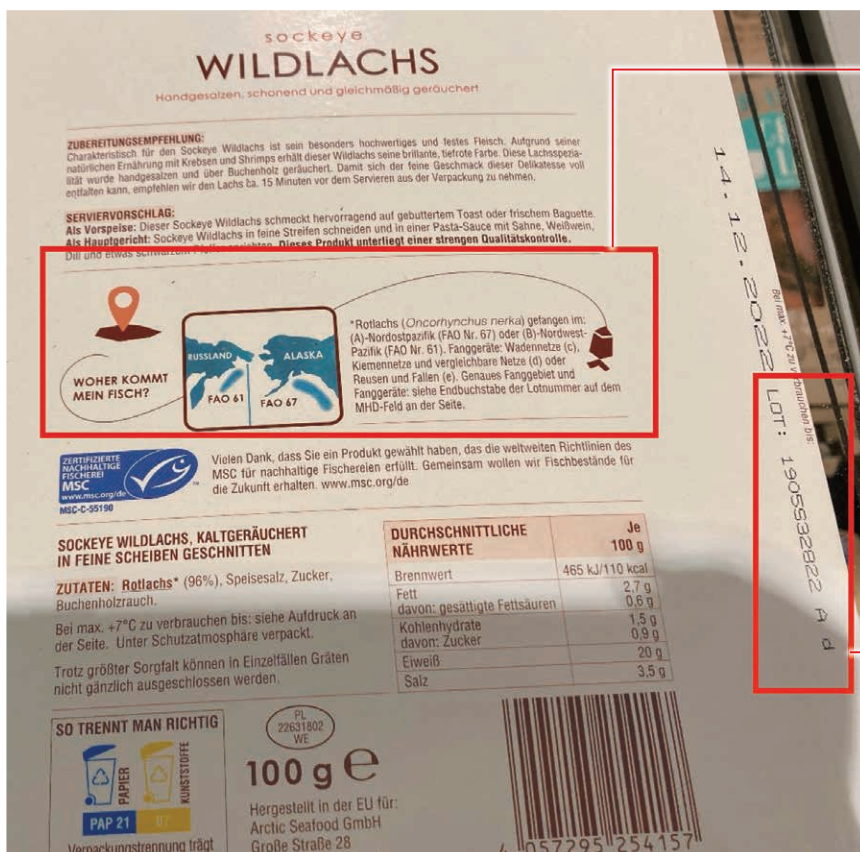 sockeye
WILDLACHS
Handgesalzen, schonend und gleichmäßig geräuchert
ZUBEREITUNGSEMPFEHLUNG:
Charakteristisch für den Sockeye Wildlachs ist sein besonders hochwertiges und festes Fleisch. Aufgrund seiner
natürlichen Ernährung mit Krebsen und Shrimps erhält dieser Wildlachs seine brillante, tiefrote Farbe. Diese Lachsspezia-
lität wurde handgesalzen und über Buchenholz geräuchert. Damit sich der feine Geschmack dieser Delikatesse voll
entfalten kann, empfehlen wir den Lachs ca. 15 Minuten vor dem Servieren aus der Verpackung zu nehmen.
SERVIERVORSCHLAG:
Als Vorspeise: Dieser Sockeye Wildlachs schmeckt hervorragend auf gebuttertem Toast oder frischem Baguette.
Als Hauptgericht: Sockeye Wildlachs in feine Streifen schneiden und in einer Pasta-Sauce mit Sahne, Weißwein,
Dill und etwas schwarzem Dieses Produkt unterliegt einer strengen Qualitätskontrolle.
WOHER KOMMT
MEIN FISCH?
RUSSLAND
ALASKA
FAO 61
FAO 67
*Rotlachs (Oncorhynchus nerka) gefangen im:
(A)-Nordostpazifik (FAO Nr. 67) oder (B)-Nordwest-
Pazifik (FAO Nr. 61). Fanggeräte: Wadennetze (c),
Kiemennetze und vergleichbare Netze (d) oder
Reusen und Fallen (e). Genaues Fanggebiet und
Fanggeräte: siehe Endbuchstabe der Lotnummer auf dem
MHD-Feld an der Seite.
ZERTIFIZIERTE
NACHHALTIGE
FISCHEREI
MSC
www.msc.org/de
TM
MSC-C-55190
Vielen Dank, dass Sie ein Produkt gewählt haben, das die weltweiten Richtlinien des
MSC für nachhaltige Fischereien erfüllt. Gemeinsam wollen wir Fischbestände für
die Zukunft erhalten. www.msc.org/de
SOCKEYE WILDLACHS, KALTGERÄUCHERT
IN FEINE SCHEIBEN GESCHNITTEN
ZUTATEN: Rotlachs* (96%), Speisesalz, Zucker,
Buchenholzrauch.
Bei max. +7°C zu verbrauchen bis: siehe Aufdruck an
der Seite. Unter Schutzatmosphäre verpackt.
Trotz größter Sorgfalt können in Einzelfällen Gräten
nicht gänzlich ausgeschlossen werden.
DURCHSCHNITTLICHE NÄHRWERTE Je 100 g
Brennwert 465 kJ/110 kcal
Fett 2,7 g
davon: gesättigte Fettsäuren 0,6 g
Kohlenhydrate 1,5 g
davon: Zucker 0,9 g
Eiweiß 20 g
Salz 3,5 g
SO TRENNT MAN RICHTIG
PAPIER
KUNSTSTOFFE
PAP 21
07
Verpackungstrennung trägt
PL
22631802
WE
100 g e
Hergestellt in der EU für:
Arctic Seafood GmbH
Große Straße 28
4 057295 254157
Bei max. +7°C zu verbrauchen bis:
14.12.2022 LOT: 1905532822 A d